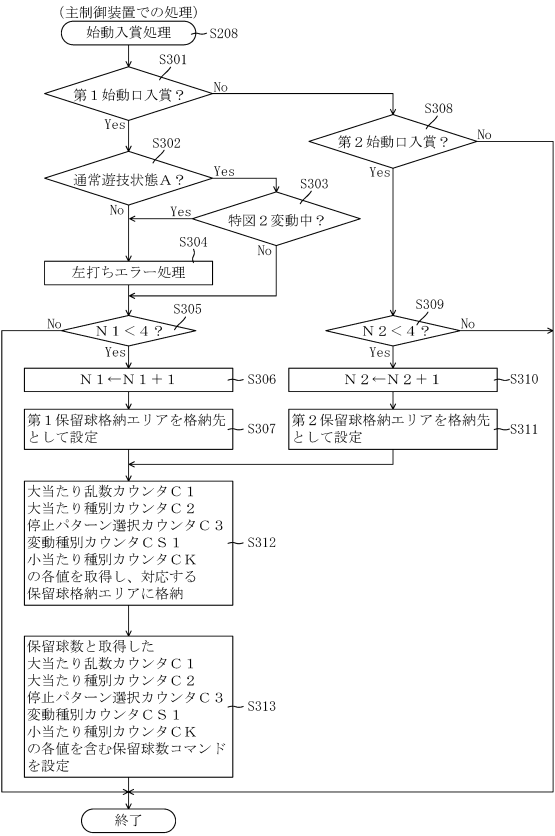 （主制御装置での処理）
始動入賞処理
S208
S301
第１始動口入賞？
No
Yes
S308
第２始動口入賞？
No
Yes
S302
通常遊技状態Ａ？
Yes
No
S303
特図２変動中？
Yes
No
S304
左打ちエラー処理
S305
Ｎ１＜４？
No
Yes
S309
Ｎ２＜４？
No
Yes
Ｎ１←Ｎ１＋１
S306
Ｎ２←Ｎ２＋１
S310
第１保留球格納エリアを格納先
として設定
S307
第２保留球格納エリアを格納先
として設定
S311
大当たり乱数カウンタＣ１
大当たり種別カウンタＣ２
停止パターン選択カウンタＣ３
変動種別カウンタＣＳ１
小当たり種別カウンタＣＫ
の各値を取得し、対応する
保留球格納エリアに格納
S312
保留球数と取得した
大当たり乱数カウンタＣ１
大当たり種別カウンタＣ２
停止パターン選択カウンタＣ３
変動種別カウンタＣＳ１
小当たり種別カウンタＣＫ
の各値を含む保留球数コマンド
を設定
S313
終了